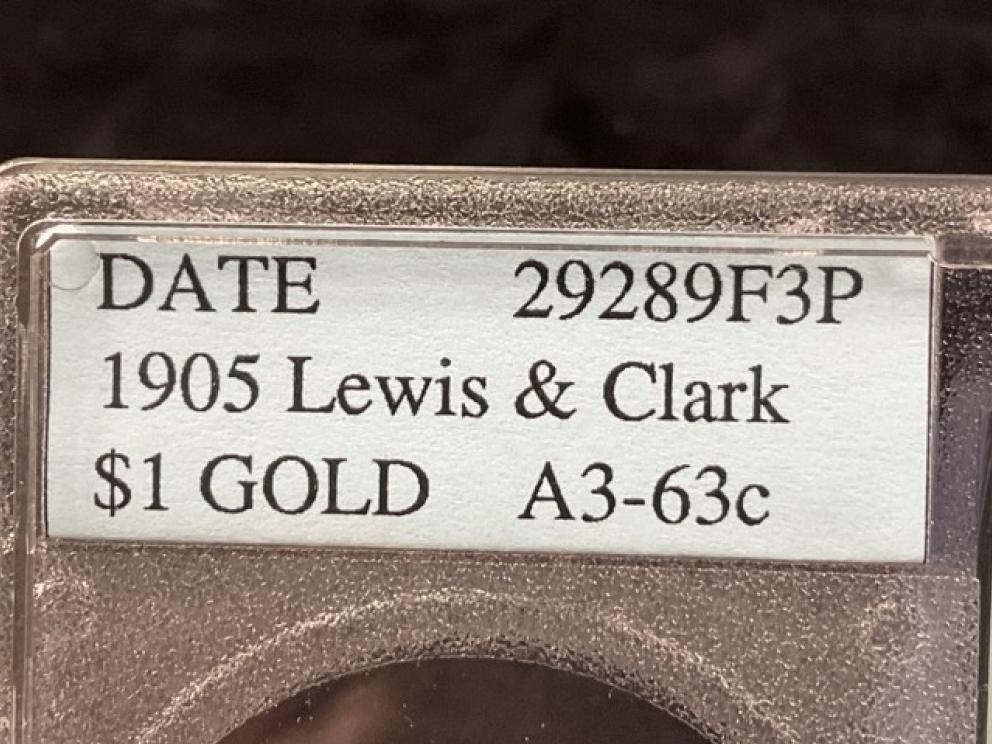 DATE 29289F3P
1905 Lewis & Clark
$1 GOLD A3-63c